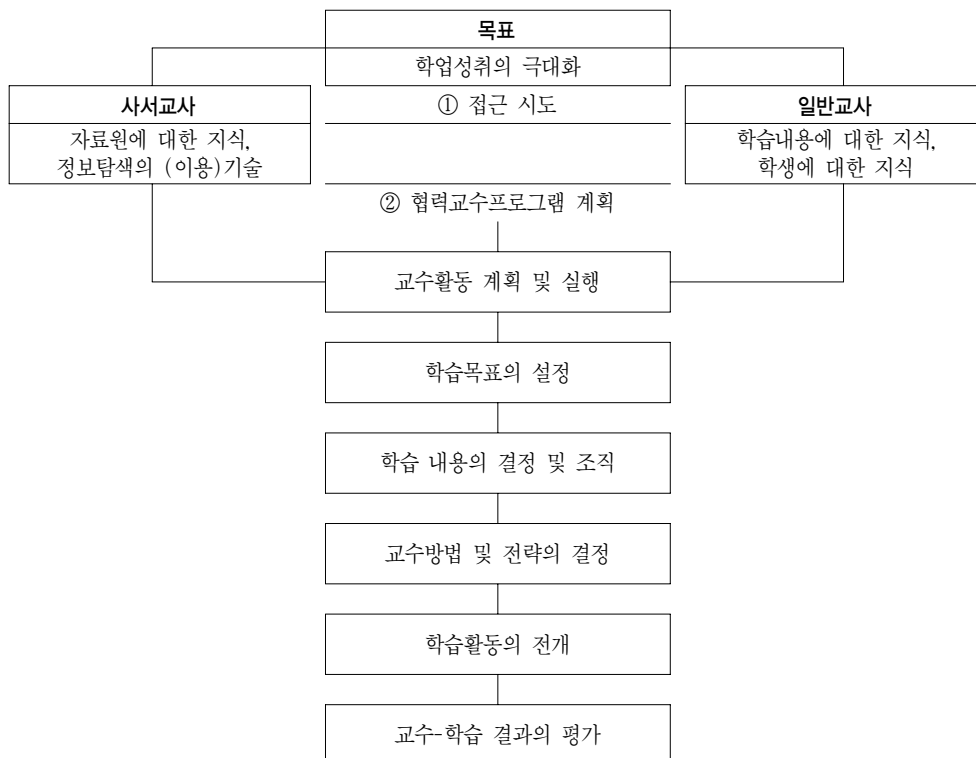 목표
학업성취의 극대화
사서교사
자료원에 대한 지식,
정보탐색의 (이용)기술
① 접근 시도
일반교사
학습내용에 대한 지식,
학생에 대한 지식
② 협력교수프로그램 계획
교수활동 계획 및 실행
학습목표의 설정
학습 내용의 결정 및 조직
교수방법 및 전략의 결정
학습활동의 전개
교수-학습 결과의 평가